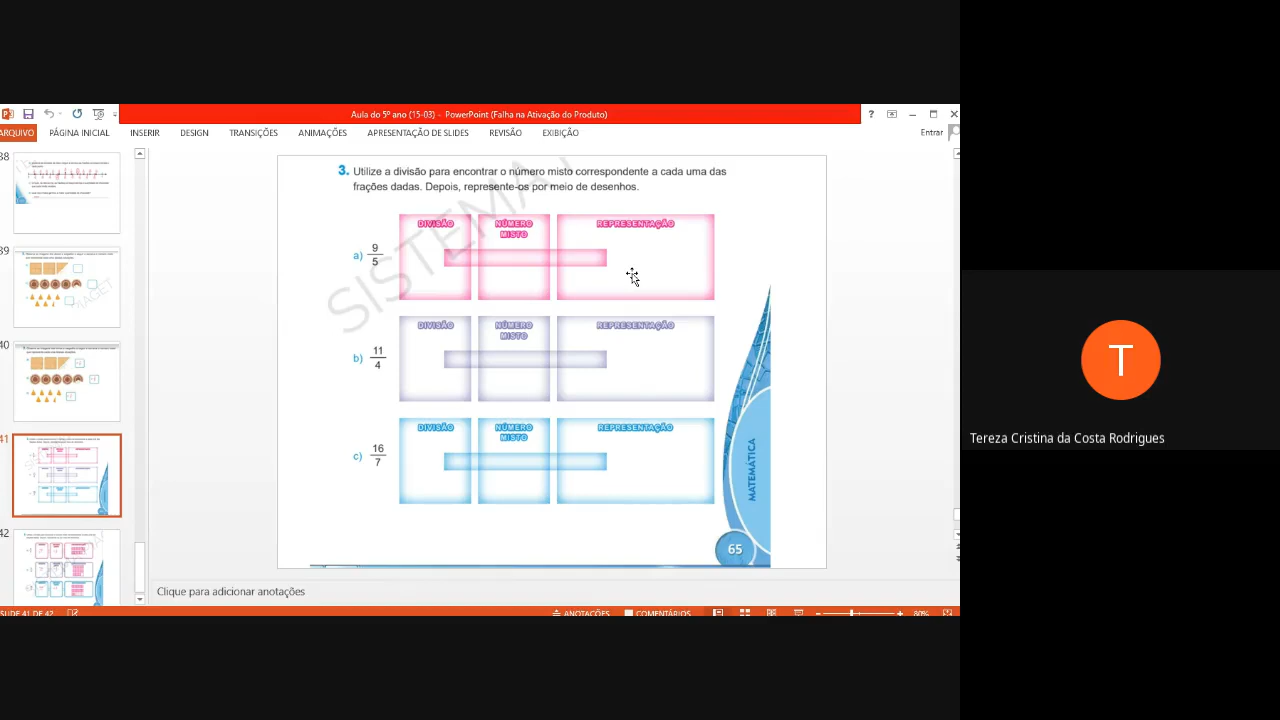 Aula do 5º ano (15-03) - PowerPoint (Falha na Ativação do Produto)
ARQUIVO PÁGINA INICIAL INSERIR DESIGN TRANSIÇÕES ANIMAÇÕES APRESENTAÇÃO DE SLIDES REVISÃO EXIBIÇÃO Entrar
38
39
40
41
42
3. Utilize a divisão para encontrar o número misto correspondente a cada uma das
frações dadas. Depois, represente-os por meio de desenhos.
SISTEMA
DIVISÃO NÚMERO MISTO REPRESENTAÇÃO
a) 9/5
DIVISÃO NÚMERO MISTO REPRESENTAÇÃO
b) 11/4
DIVISÃO NÚMERO MISTO REPRESENTAÇÃO
c) 16/7
MATEMÁTICA
65
Clique para adicionar anotações
SLIDE 41 DE 42 ANOTAÇÕES COMENTÁRIOS 80%
T
Tereza Cristina da Costa Rodrigues